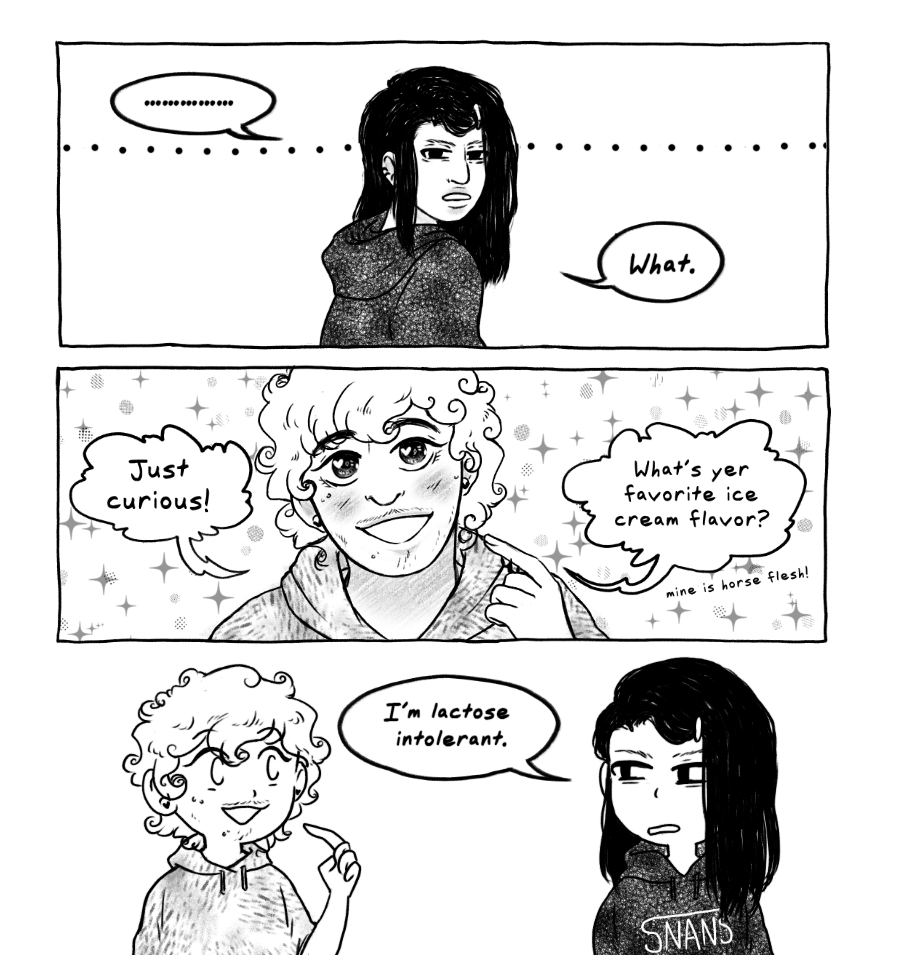 ...............
What.
Just
curious!
What's yer
favorite ice
cream flavor?
mine is horse flesh!
I'm lactose
intolerant.
SNANS